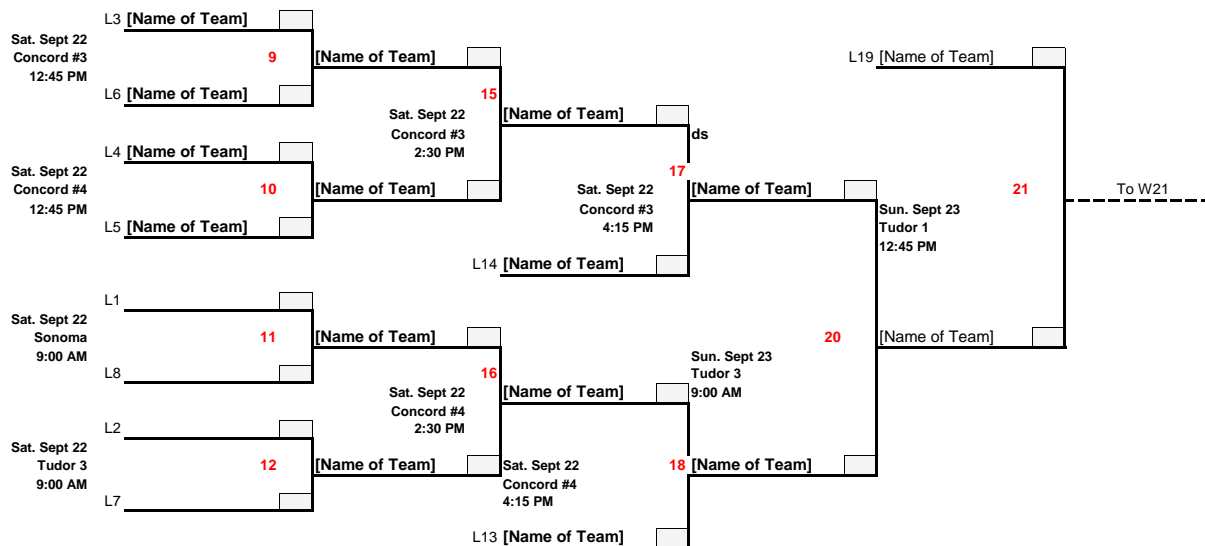 L3 [Name of Team]
Sat. Sept 22
Concord #3
12:45 PM
9
[Name of Team]
L19 [Name of Team]
L6 [Name of Team]
15
Sat. Sept 22
Concord #3
2:30 PM
[Name of Team]
ds
L4 [Name of Team]
Sat. Sept 22
Concord #4
12:45 PM
10
[Name of Team]
17
Sat. Sept 22
Concord #3
4:15 PM
[Name of Team]
21
To W21
Sun. Sept 23
Tudor 1
12:45 PM
L5 [Name of Team]
L14 [Name of Team]
L1
Sat. Sept 22
Sonoma
9:00 AM
11
[Name of Team]
20
[Name of Team]
L8
16
Sat. Sept 22
Concord #4
2:30 PM
[Name of Team]
Sun. Sept 23
Tudor 3
9:00 AM
L2
Sat. Sept 22
Tudor 3
9:00 AM
12
[Name of Team]
Sat. Sept 22
Concord #4
4:15 PM
18
[Name of Team]
L7
L13 [Name of Team]